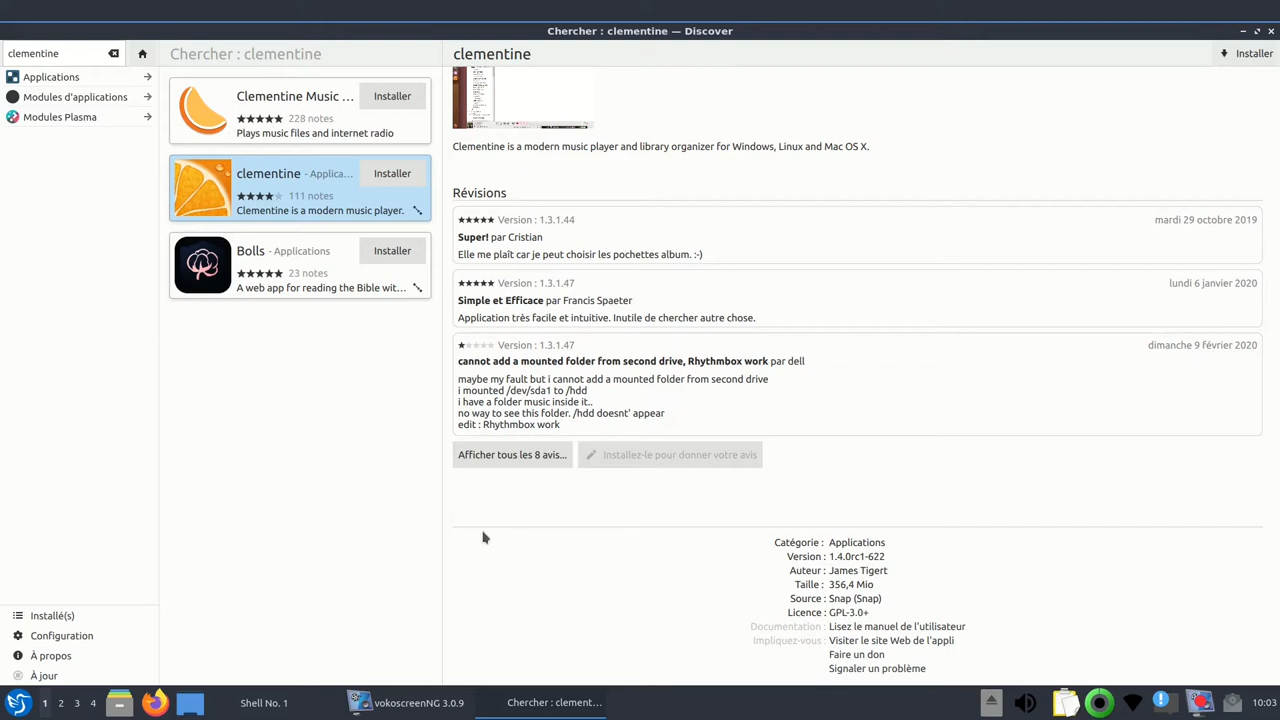 Chercher : clementine — Discover
clementine
Chercher : clementine
clementine
Installer
Applications
Modules d'applications
Modules Plasma
Clementine Music ...
Installer
228 notes
Plays music files and internet radio
clementine - Applica...
Installer
111 notes
Clementine is a modern music player.
Bolls - Applications
Installer
23 notes
A web app for reading the Bible wit...
Clementine is a modern music player and library organizer for Windows, Linux and Mac OS X.
Révisions
Version : 1.3.1.44
mardi 29 octobre 2019
Super! par Cristian
Elle me plaît car je peut choisir les pochettes album. :-)
Version : 1.3.1.47
lundi 6 janvier 2020
Simple et Efficace par Francis Spaeter
Application très facile et intuitive. Inutile de chercher autre chose.
Version : 1.3.1.47
dimanche 9 février 2020
cannot add a mounted folder from second drive, Rhythmbox work par dell
maybe my fault but i cannot add a mounted folder from second drive
i mounted /dev/sda1 to /hdd
i have a folder music inside it..
no way to see this folder. /hdd doesnt' appear
edit : Rhythmbox work
Afficher tous les 8 avis...
Installez-le pour donner votre avis
Catégorie : Applications
Version : 1.4.0rc1-622
Auteur : James Tigert
Taille : 356,4 Mio
Source : Snap (Snap)
Licence : GPL-3.0+
Documentation : Lisez le manuel de l'utilisateur
Impliquez-vous : Visiter le site Web de l'appli
Faire un don
Signaler un problème
Installé(s)
Configuration
À propos
À jour
1 2 3 4
Shell No. 1
vokoscreenNG 3.0.9
Chercher : clement...
10:03